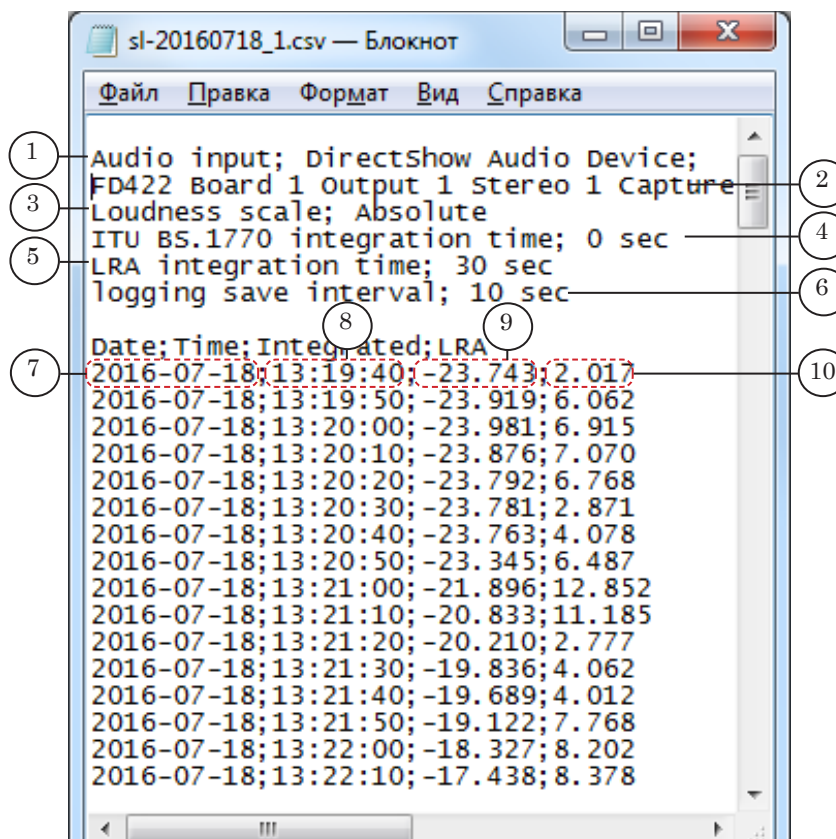 sl-20160718_1.csv — Блокнот
Файл Правка Формат Вид Справка
1
Audio input; DirectShow Audio Device;
FD422 Board 1 Output 1 Stereo 1 Capture
2
3
Loudness scale; Absolute
ITU BS.1770 integration time; 0 sec
4
5
LRA integration time; 30 sec
logging save interval; 10 sec
6
8
9
Date;Time;Integrated;LRA
7
2016-07-18;13:19:40;-23.743;2.017
10
2016-07-18;13:19:50;-23.919;6.062
2016-07-18;13:20:00;-23.981;6.915
2016-07-18;13:20:10;-23.876;7.070
2016-07-18;13:20:20;-23.792;6.768
2016-07-18;13:20:30;-23.781;2.871
2016-07-18;13:20:40;-23.763;4.078
2016-07-18;13:20:50;-23.345;6.487
2016-07-18;13:21:00;-21.896;12.852
2016-07-18;13:21:10;-20.833;11.185
2016-07-18;13:21:20;-20.210;2.777
2016-07-18;13:21:30;-19.836;4.062
2016-07-18;13:21:40;-19.689;4.012
2016-07-18;13:21:50;-19.122;7.768
2016-07-18;13:22:00;-18.327;8.202
2016-07-18;13:22:10;-17.438;8.378